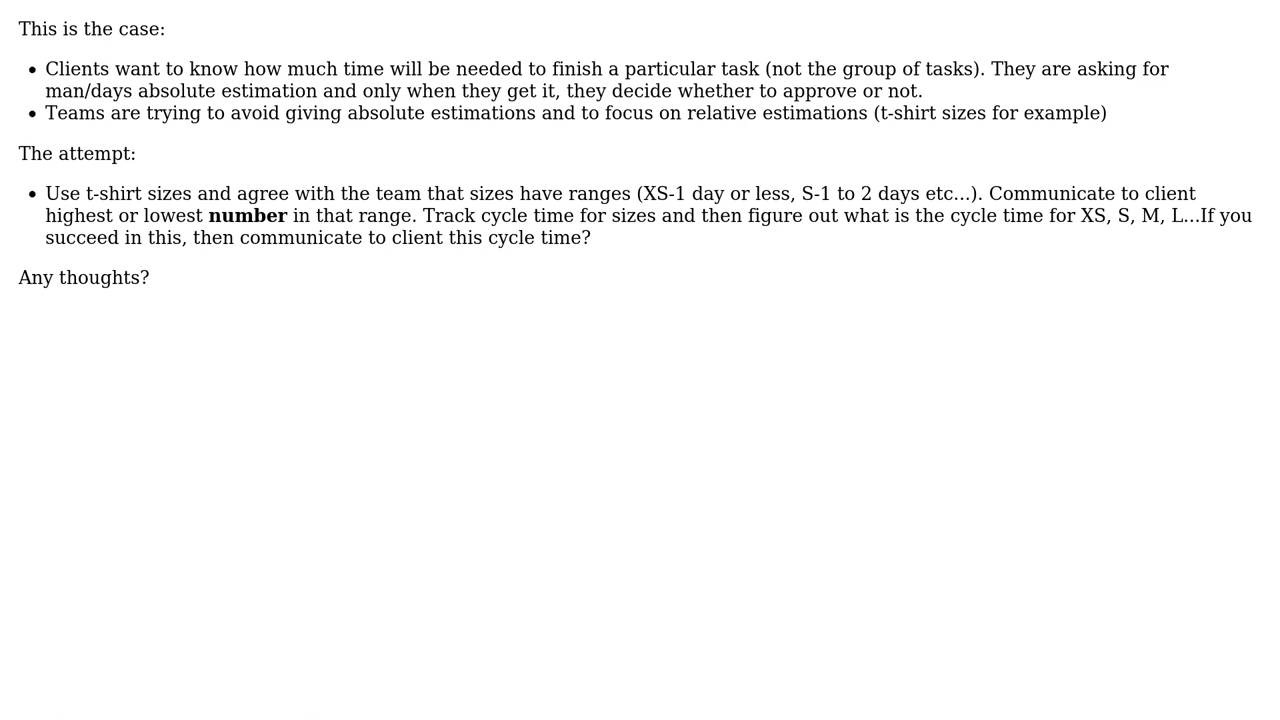 This is the case:
• Clients want to know how much time will be needed to finish a particular task (not the group of tasks). They are asking for
man/days absolute estimation and only when they get it, they decide whether to approve or not.
• Teams are trying to avoid giving absolute estimations and to focus on relative estimations (t-shirt sizes for example)
The attempt:
• Use t-shirt sizes and agree with the team that sizes have ranges (XS-1 day or less, S-1 to 2 days etc...). Communicate to client
highest or lowest number in that range. Track cycle time for sizes and then figure out what is the cycle time for XS, S, M, L...If you
succeed in this, then communicate to client this cycle time?
Any thoughts?